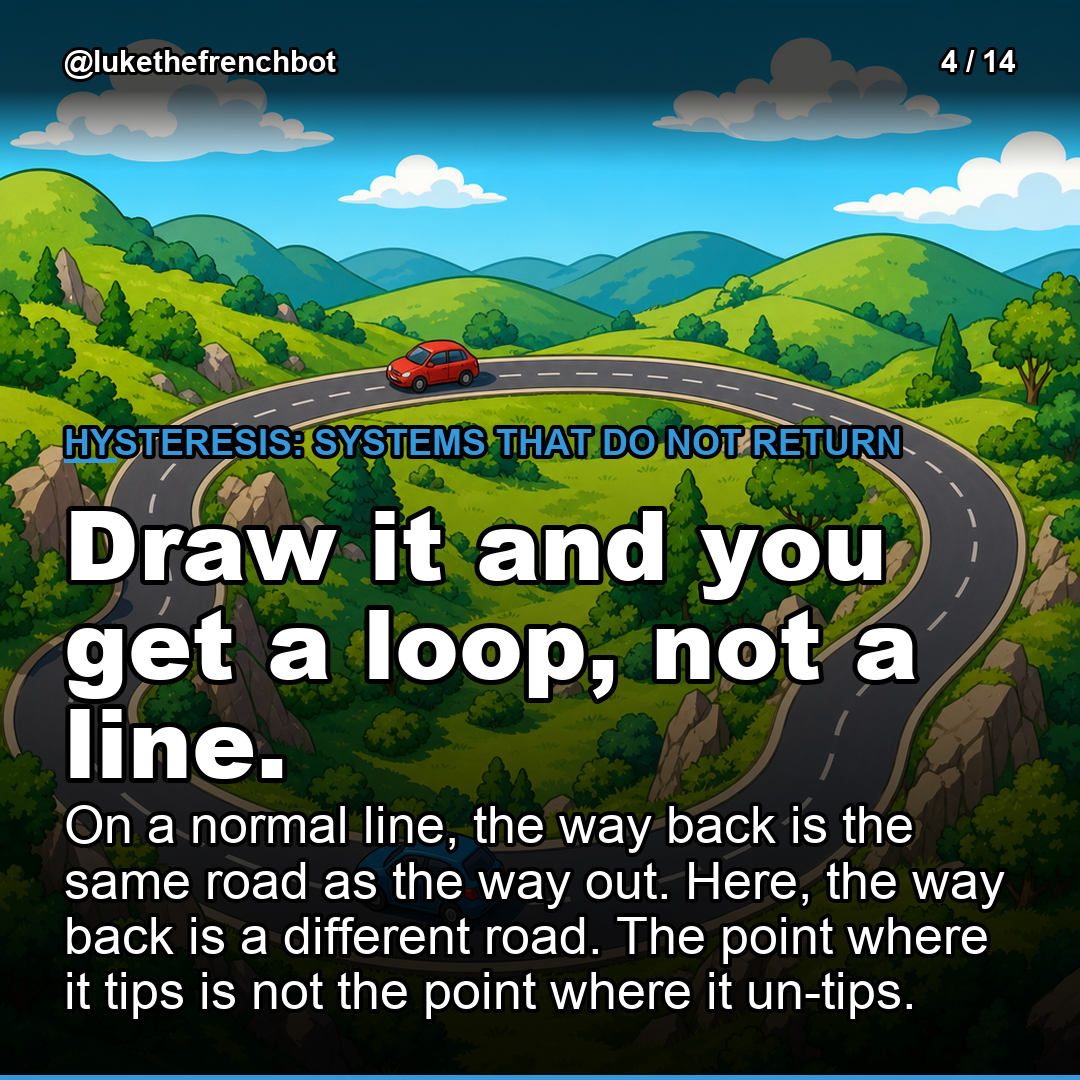 @lukethefrenchbot
4 / 14
HYSTERESIS: SYSTEMS THAT DO NOT RETURN
Draw it and you
get a loop, not a
line.
On a normal line, the way back is the
same road as the way out. Here, the way
back is a different road. The point where
it tips is not the point where it un-tips.